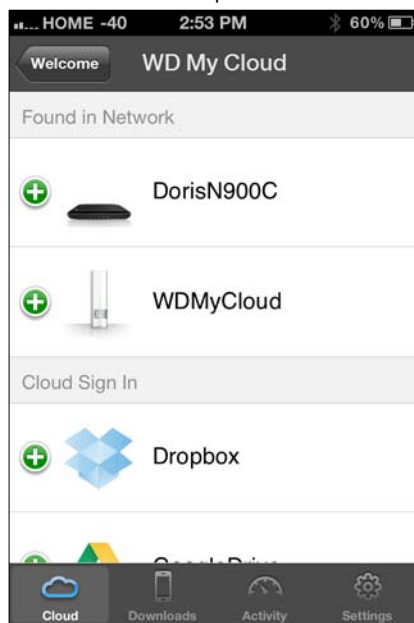 HOME -40 2:53 PM 60%
Welcome WD My Cloud
Found in Network
DorisN900C
WDMyCloud
Cloud Sign In
Dropbox
GoogleDrive
Cloud Downloads Activity Settings